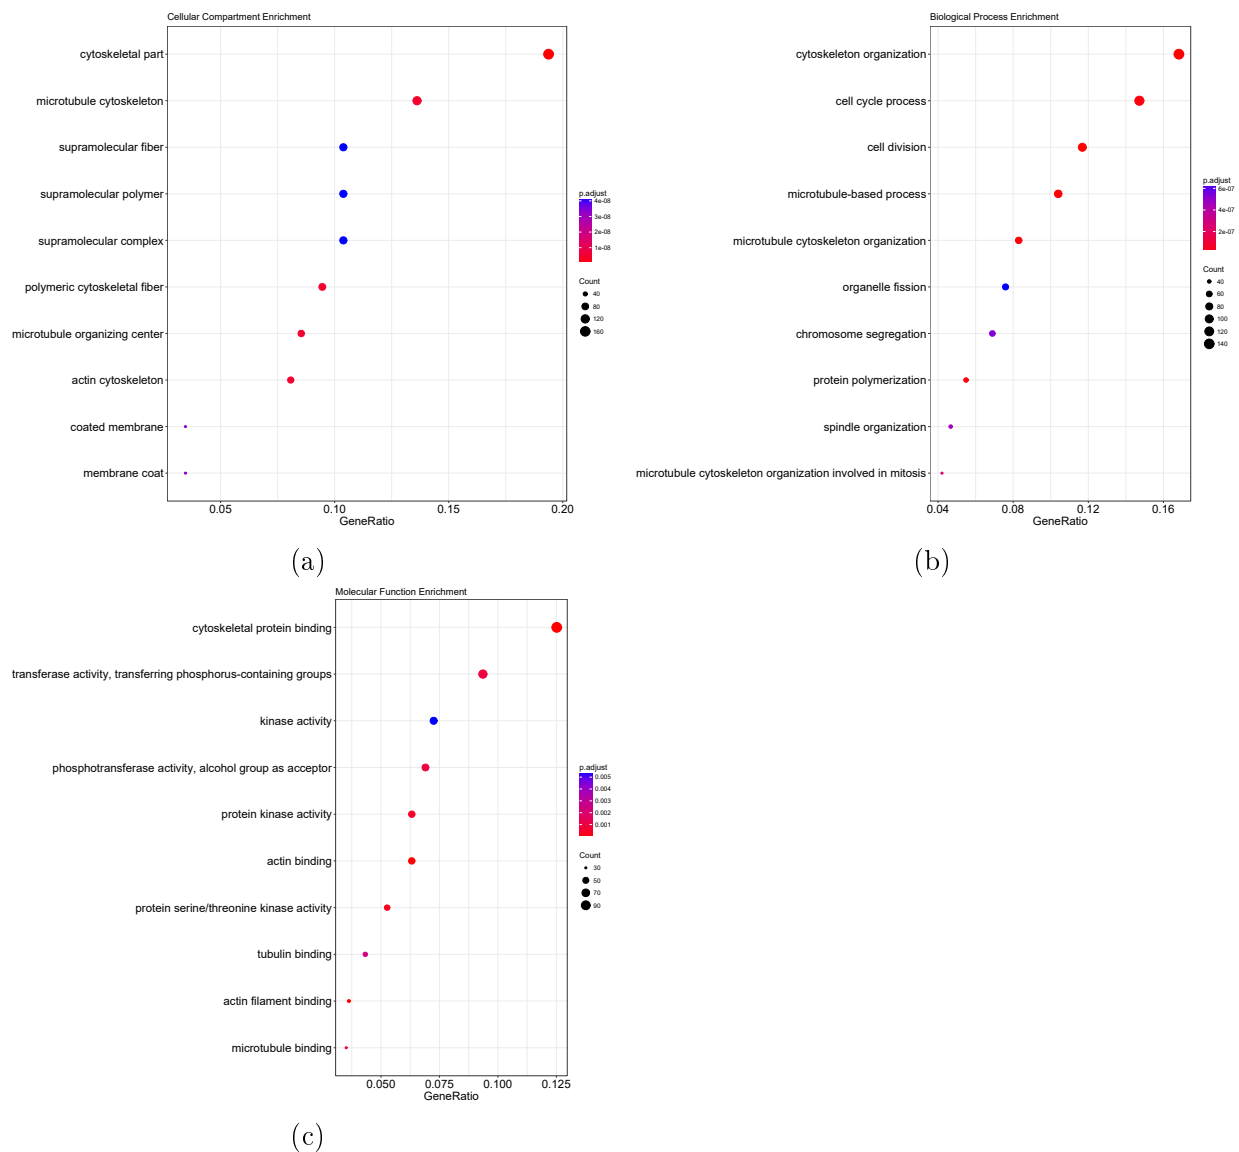 Cellular Compartment Enrichment
cytoskeletal part
microtubule cytoskeleton
supramolecular fiber
supramolecular polymer
supramolecular complex
polymeric cytoskeletal fiber
microtubule organizing center
actin cytoskeleton
coated membrane
membrane coat
0.05 0.10 0.15 0.20
GeneRatio
p.adjust
4e-08
3e-08
2e-08
1e-08
Count
40
80
120
160
(a)
Biological Process Enrichment
cytoskeleton organization
cell cycle process
cell division
microtubule-based process
microtubule cytoskeleton organization
organelle fission
chromosome segregation
protein polymerization
spindle organization
microtubule cytoskeleton organization involved in mitosis
0.04 0.08 0.12 0.16
GeneRatio
p.adjust
6e-07
4e-07
2e-07
Count
40
60
80
100
120
140
(b)
Molecular Function Enrichment
cytoskeletal protein binding
transferase activity, transferring phosphorus-containing groups
kinase activity
phosphotransferase activity, alcohol group as acceptor
protein kinase activity
actin binding
protein serine/threonine kinase activity
tubulin binding
actin filament binding
microtubule binding
0.050 0.075 0.100 0.125
GeneRatio
p.adjust
0.005
0.004
0.003
0.002
0.001
Count
30
50
70
90
(c)